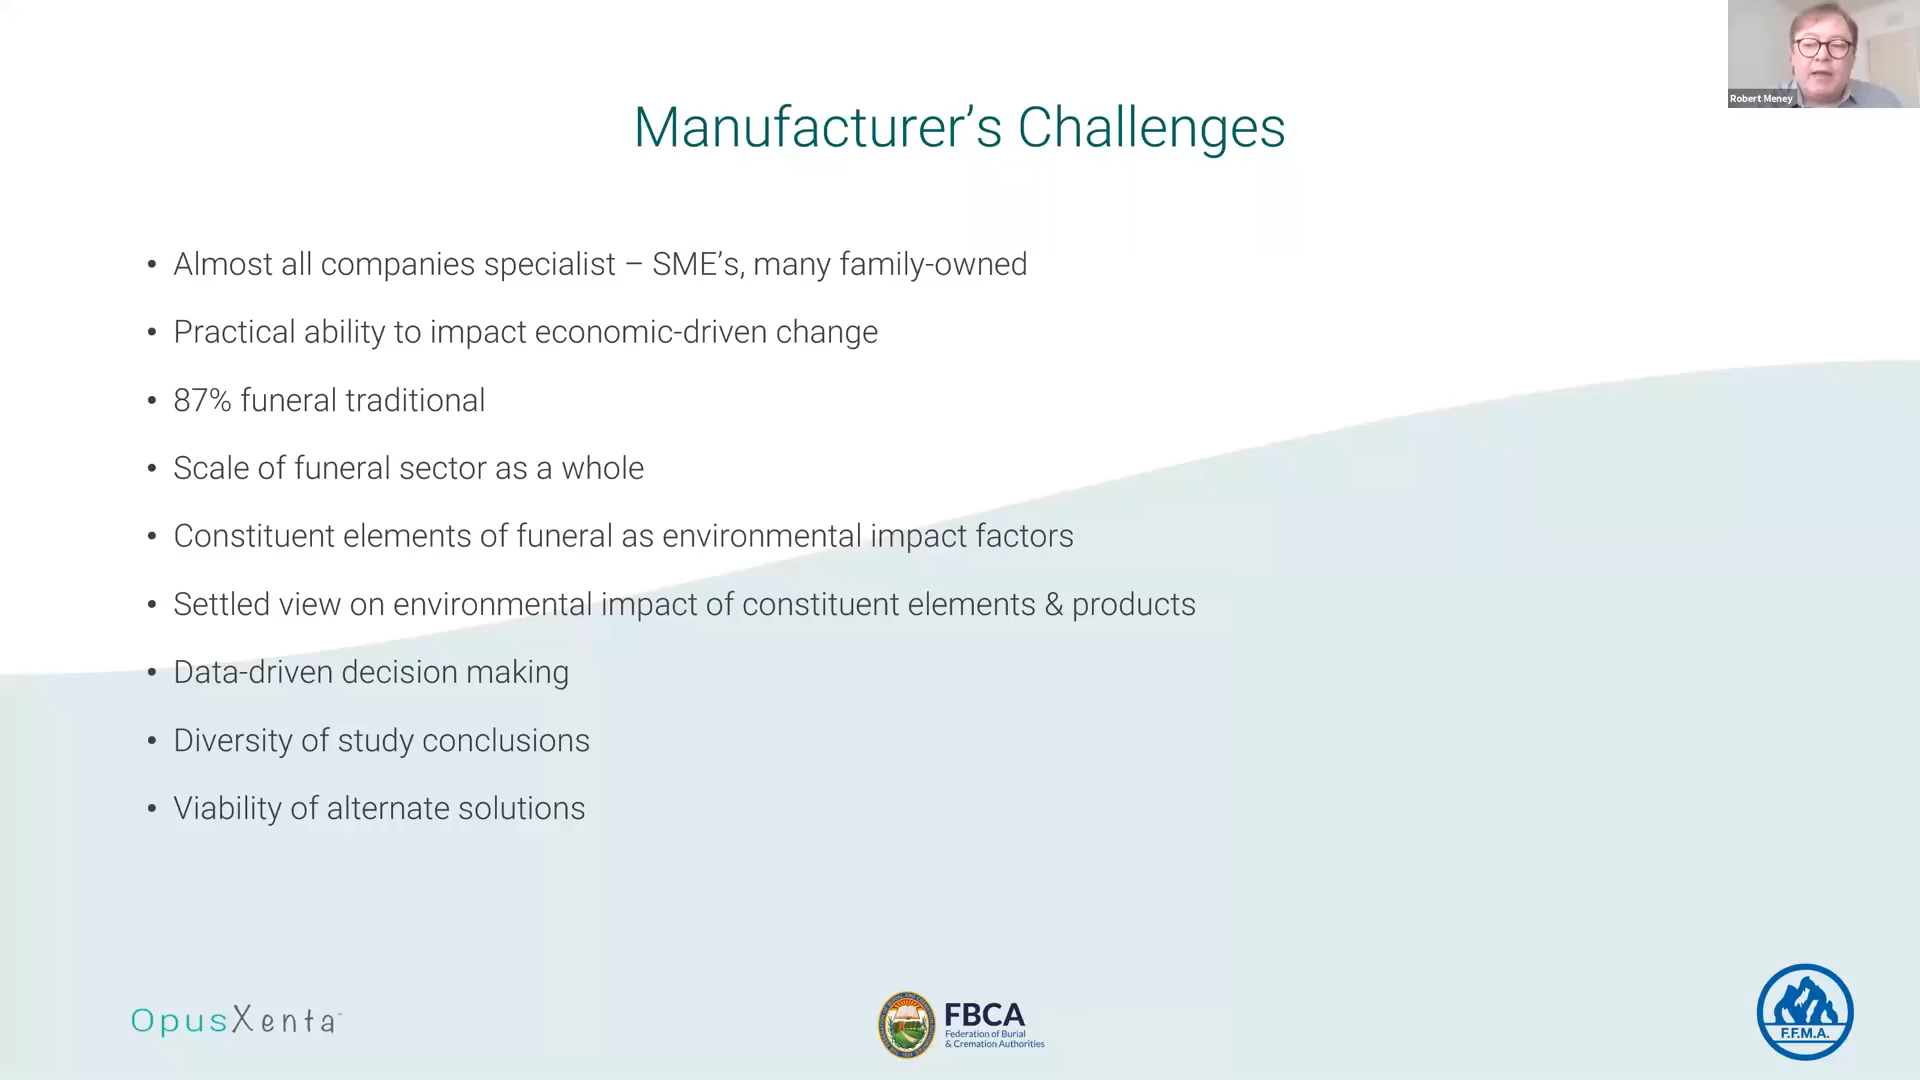 Robert Meney
Manufacturer’s Challenges
• Almost all companies specialist – SME’s, many family-owned
• Practical ability to impact economic-driven change
• 87% funeral traditional
• Scale of funeral sector as a whole
• Constituent elements of funeral as environmental impact factors
• Settled view on environmental impact of constituent elements & products
• Data-driven decision making
• Diversity of study conclusions
• Viability of alternate solutions
OpusXenta™
FBCA
Federation of Burial
& Cremation Authorities
F.F.M.A.